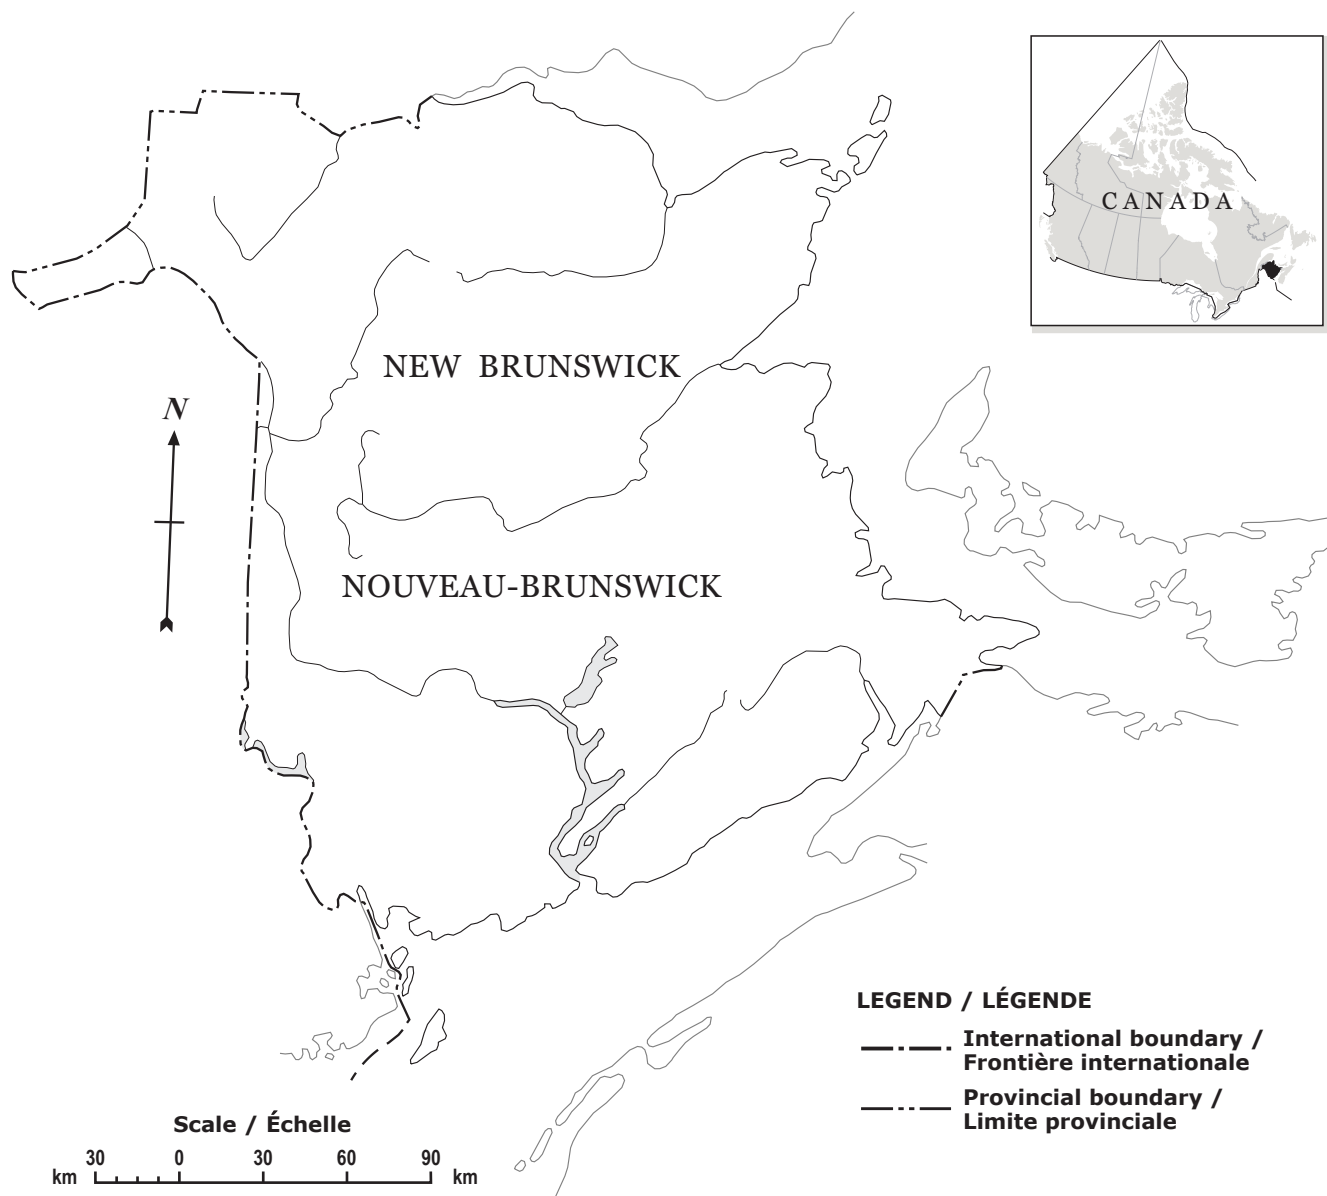 CANADA
NEW BRUNSWICK
N
NOUVEAU-BRUNSWICK
LEGEND / LÉGENDE
International boundary /
Frontière internationale
Provincial boundary /
Limite provinciale
Scale / Échelle
30 0 30 60 90
km km